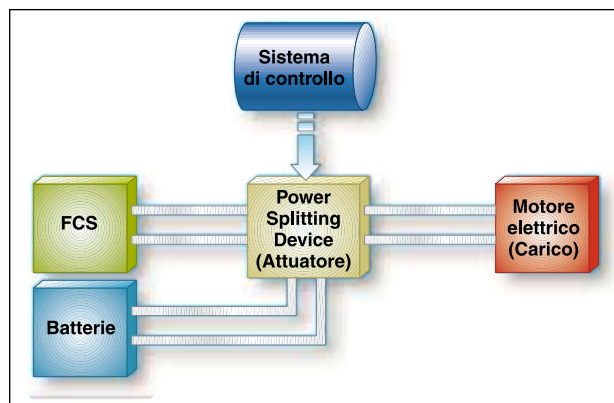 Sistema
di controllo
FCS
Power
Splitting
Device
(Attuatore)
Motore
elettrico
(Carico)
Batterie